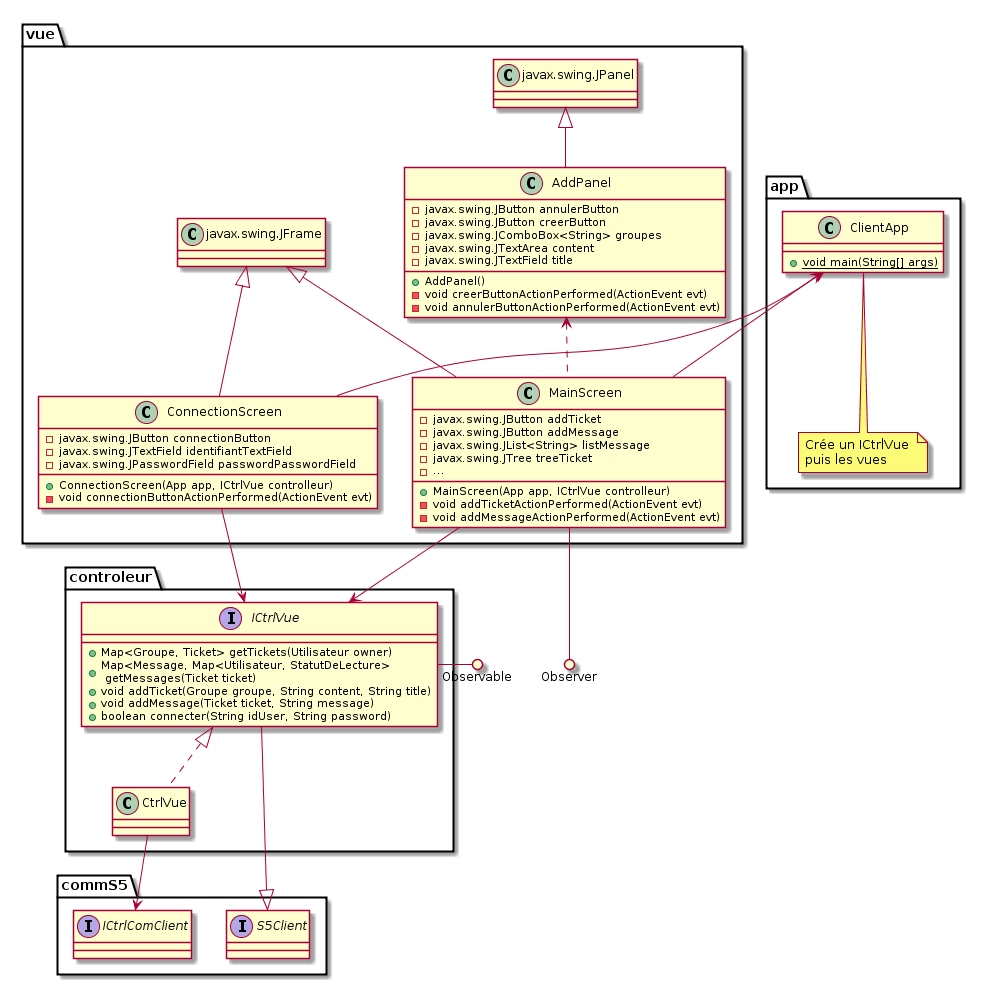 vue
C javax.swing.JPanel
C AddPanel
javax.swing.JButton annulerButton
javax.swing.JButton creerButton
javax.swing.JComboBox<String> groupes
javax.swing.JTextArea content
javax.swing.JTextField title
AddPanel()
void creerButtonActionPerformed(ActionEvent evt)
void annulerButtonActionPerformed(ActionEvent evt)
C javax.swing.JFrame
C ConnectionScreen
javax.swing.JButton connectionButton
javax.swing.JTextField identifiantTextField
javax.swing.JPasswordField passwordPasswordField
ConnectionScreen(App app, ICtrlVue controlleur)
void connectionButtonActionPerformed(ActionEvent evt)
C MainScreen
javax.swing.JButton addTicket
javax.swing.JButton addMessage
javax.swing.JList<String> listMessage
javax.swing.JTree treeTicket
...
MainScreen(App app, ICtrlVue controlleur)
void addTicketActionPerformed(ActionEvent evt)
void addMessageActionPerformed(ActionEvent evt)
app
C ClientApp
void main(String[] args)
Crée un ICtrlVue
puis les vues
controleur
I ICtrlVue
Map<Groupe, Ticket> getTickets(Utilisateur owner)
Map<Message, Map<Utilisateur, StatutDeLecture>
getMessages(Ticket ticket)
void addTicket(Groupe groupe, String content, String title)
void addMessage(Ticket ticket, String message)
boolean connecter(String idUser, String password)
Observable
Observer
C CtrlVue
commS5
I ICtrlComClient
I S5Client